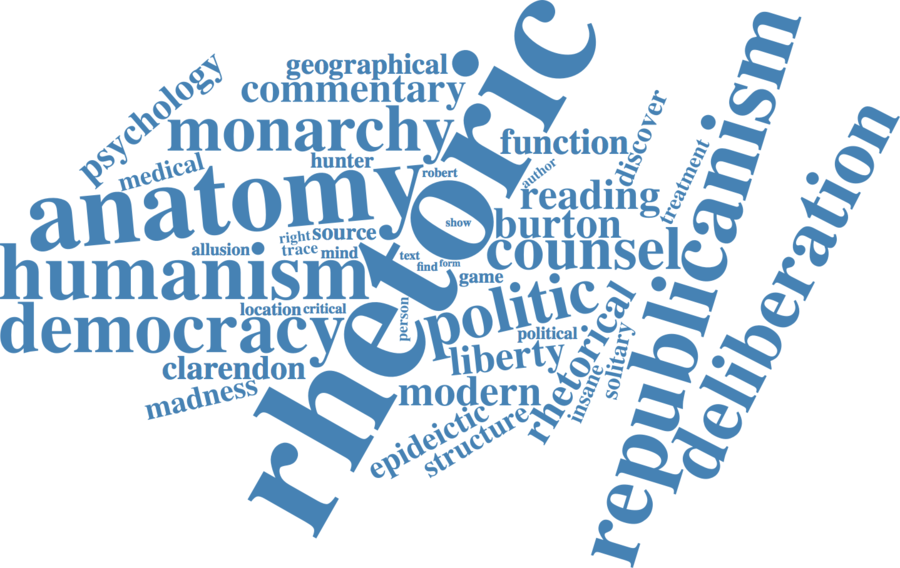 rhetoric
republicanism
deliberation
anatomy
humanism
democracy
monarchy
politic
counsel
commentary
geographical
psychology
medical
hunter
robert
function
discover
author
reading
treatment
burton
show
source
right
trace
mind
allusion
text
find
form
game
location
critical
person
political
liberty
rhetorical
insane
solitary
clarendon
madness
modern
epideictic
structure